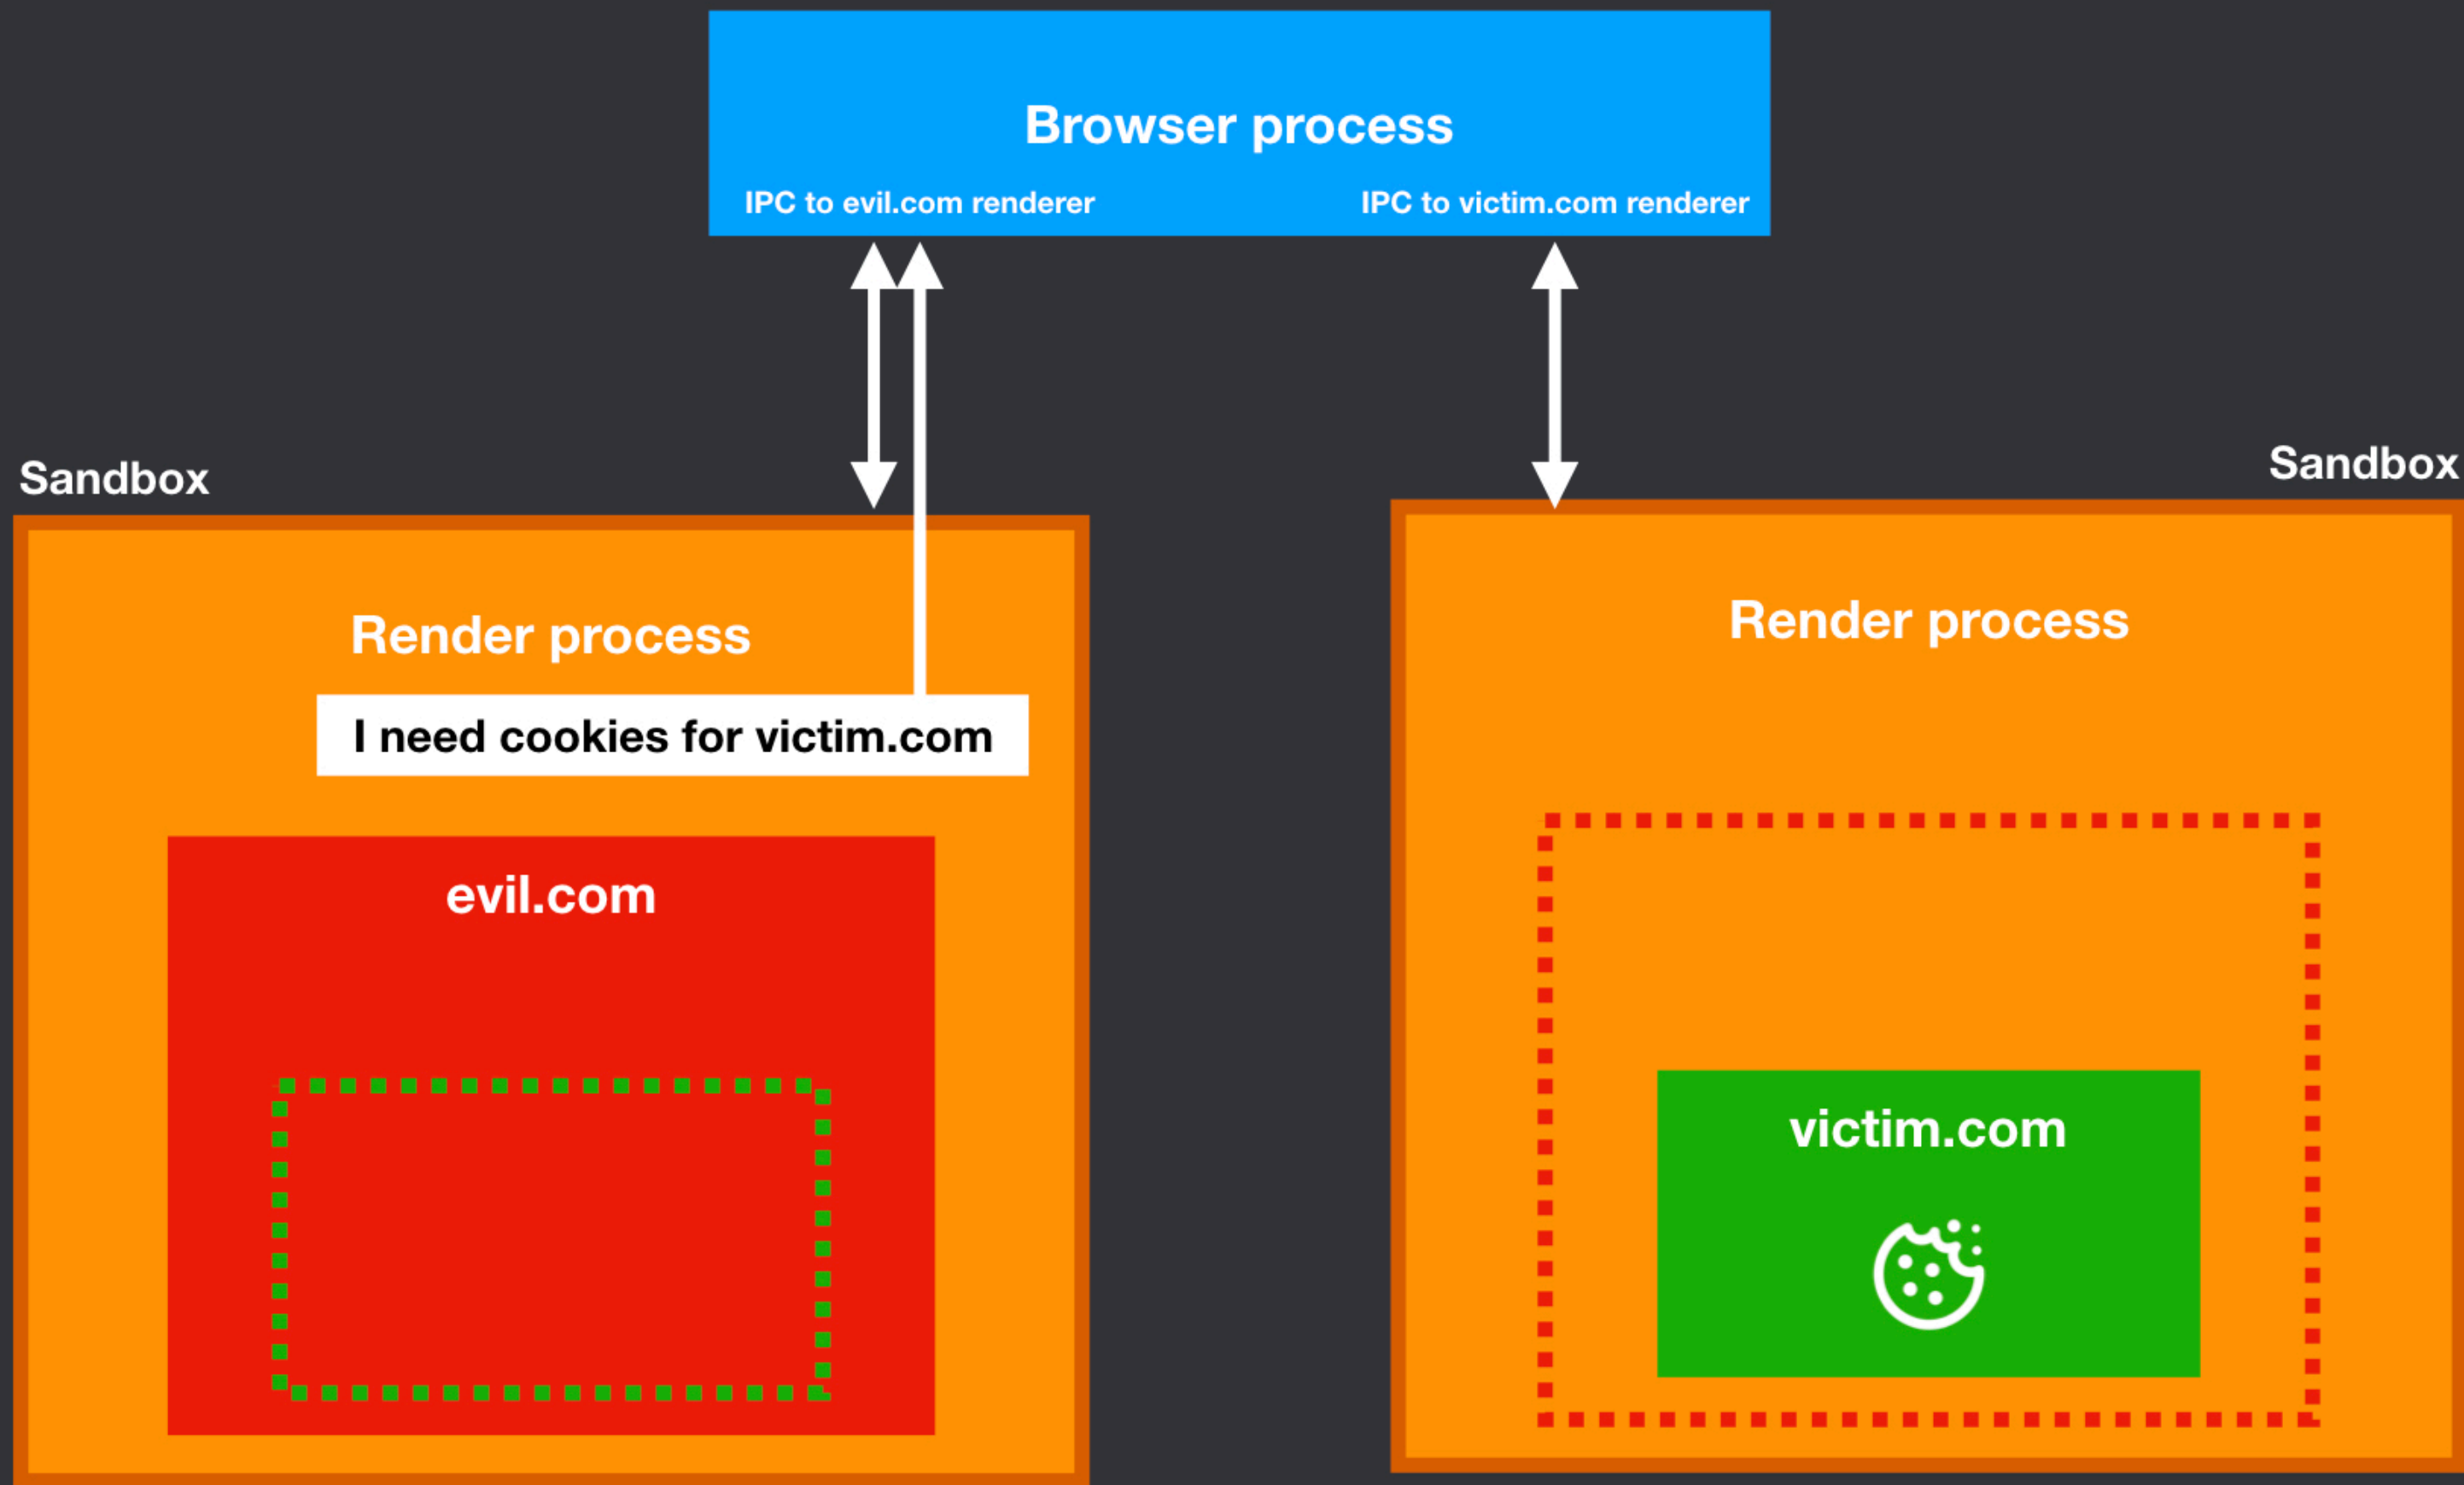 Browser process
IPC to evil.com renderer
IPC to victim.com renderer
Sandbox
Sandbox
Render process
Render process
I need cookies for victim.com
evil.com
victim.com